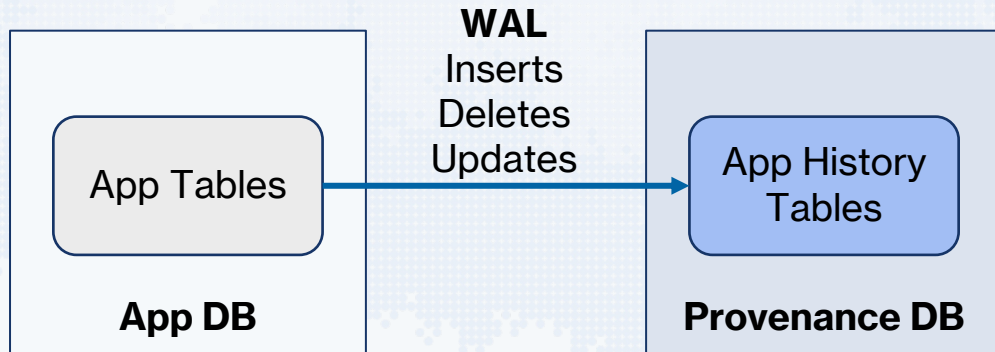 WAL
Inserts
Deletes
Updates
App Tables
App History
Tables
App DB
Provenance DB